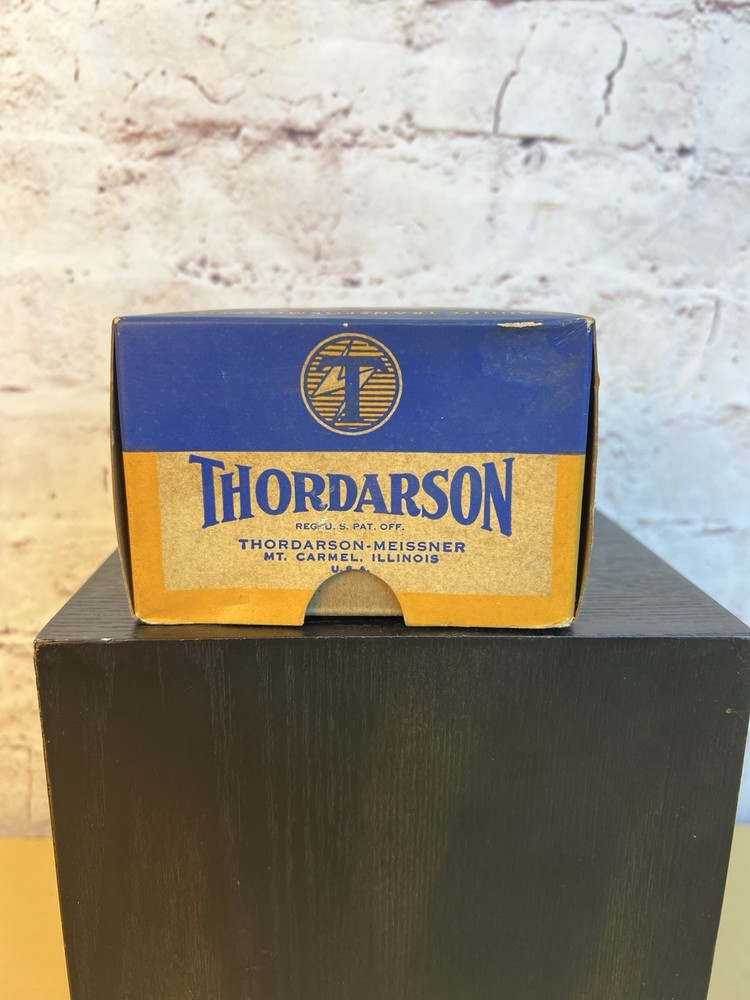 T
THORDARSON
REG. U. S. PAT. OFF.
THORDARSON-MEISSNER
MT. CARMEL, ILLINOIS
U.S.A.